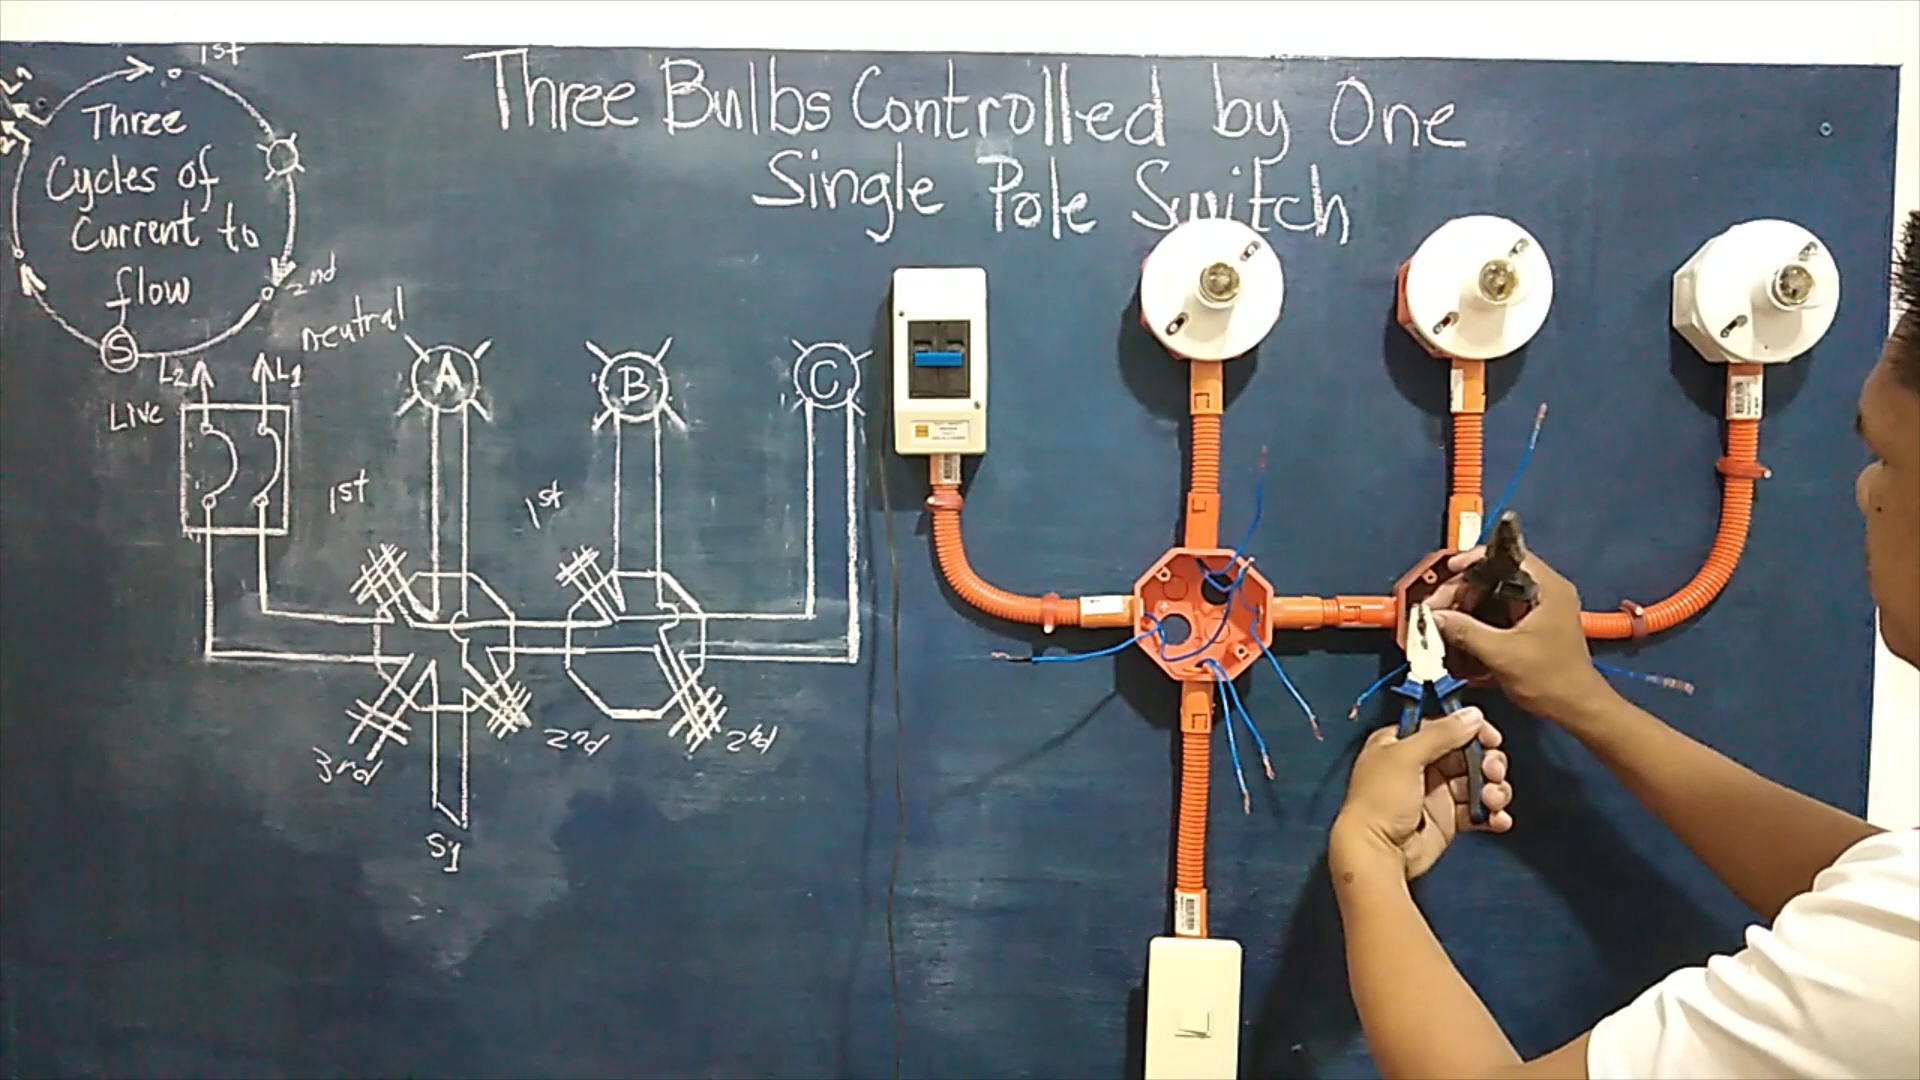 Three Bulbs Controlled by One
Single Pole Switch
1st
Three
Cycles of
Current to
flow
2nd
S
neutral
L2
L1
Live
A
B
C
1st
1st
3rd
2nd
2nd
S1